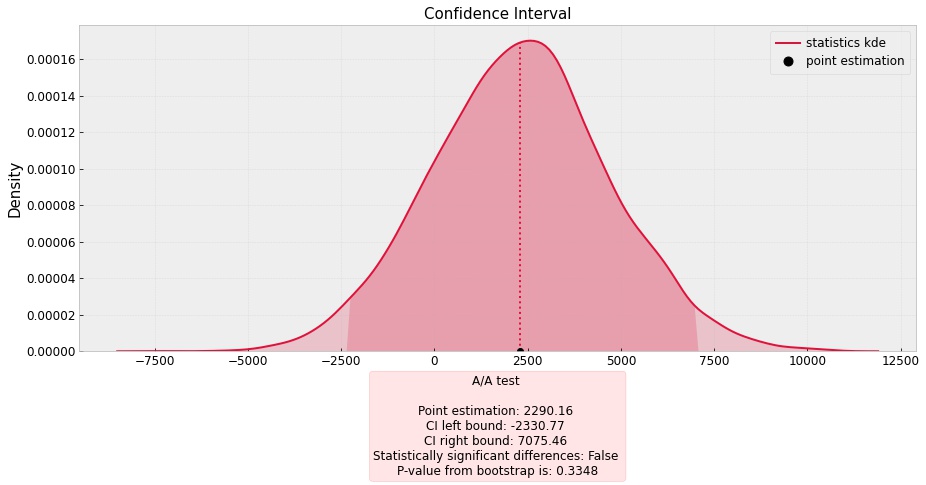 Confidence Interval
statistics kde
point estimation
Density
0.00016
0.00014
0.00012
0.00010
0.00008
0.00006
0.00004
0.00002
0.00000
−7500
−5000
−2500
0
2500
5000
7500
10000
12500
A/A test
Point estimation: 2290.16
CI left bound: -2330.77
CI right bound: 7075.46
Statistically significant differences: False
P-value from bootstrap is: 0.3348